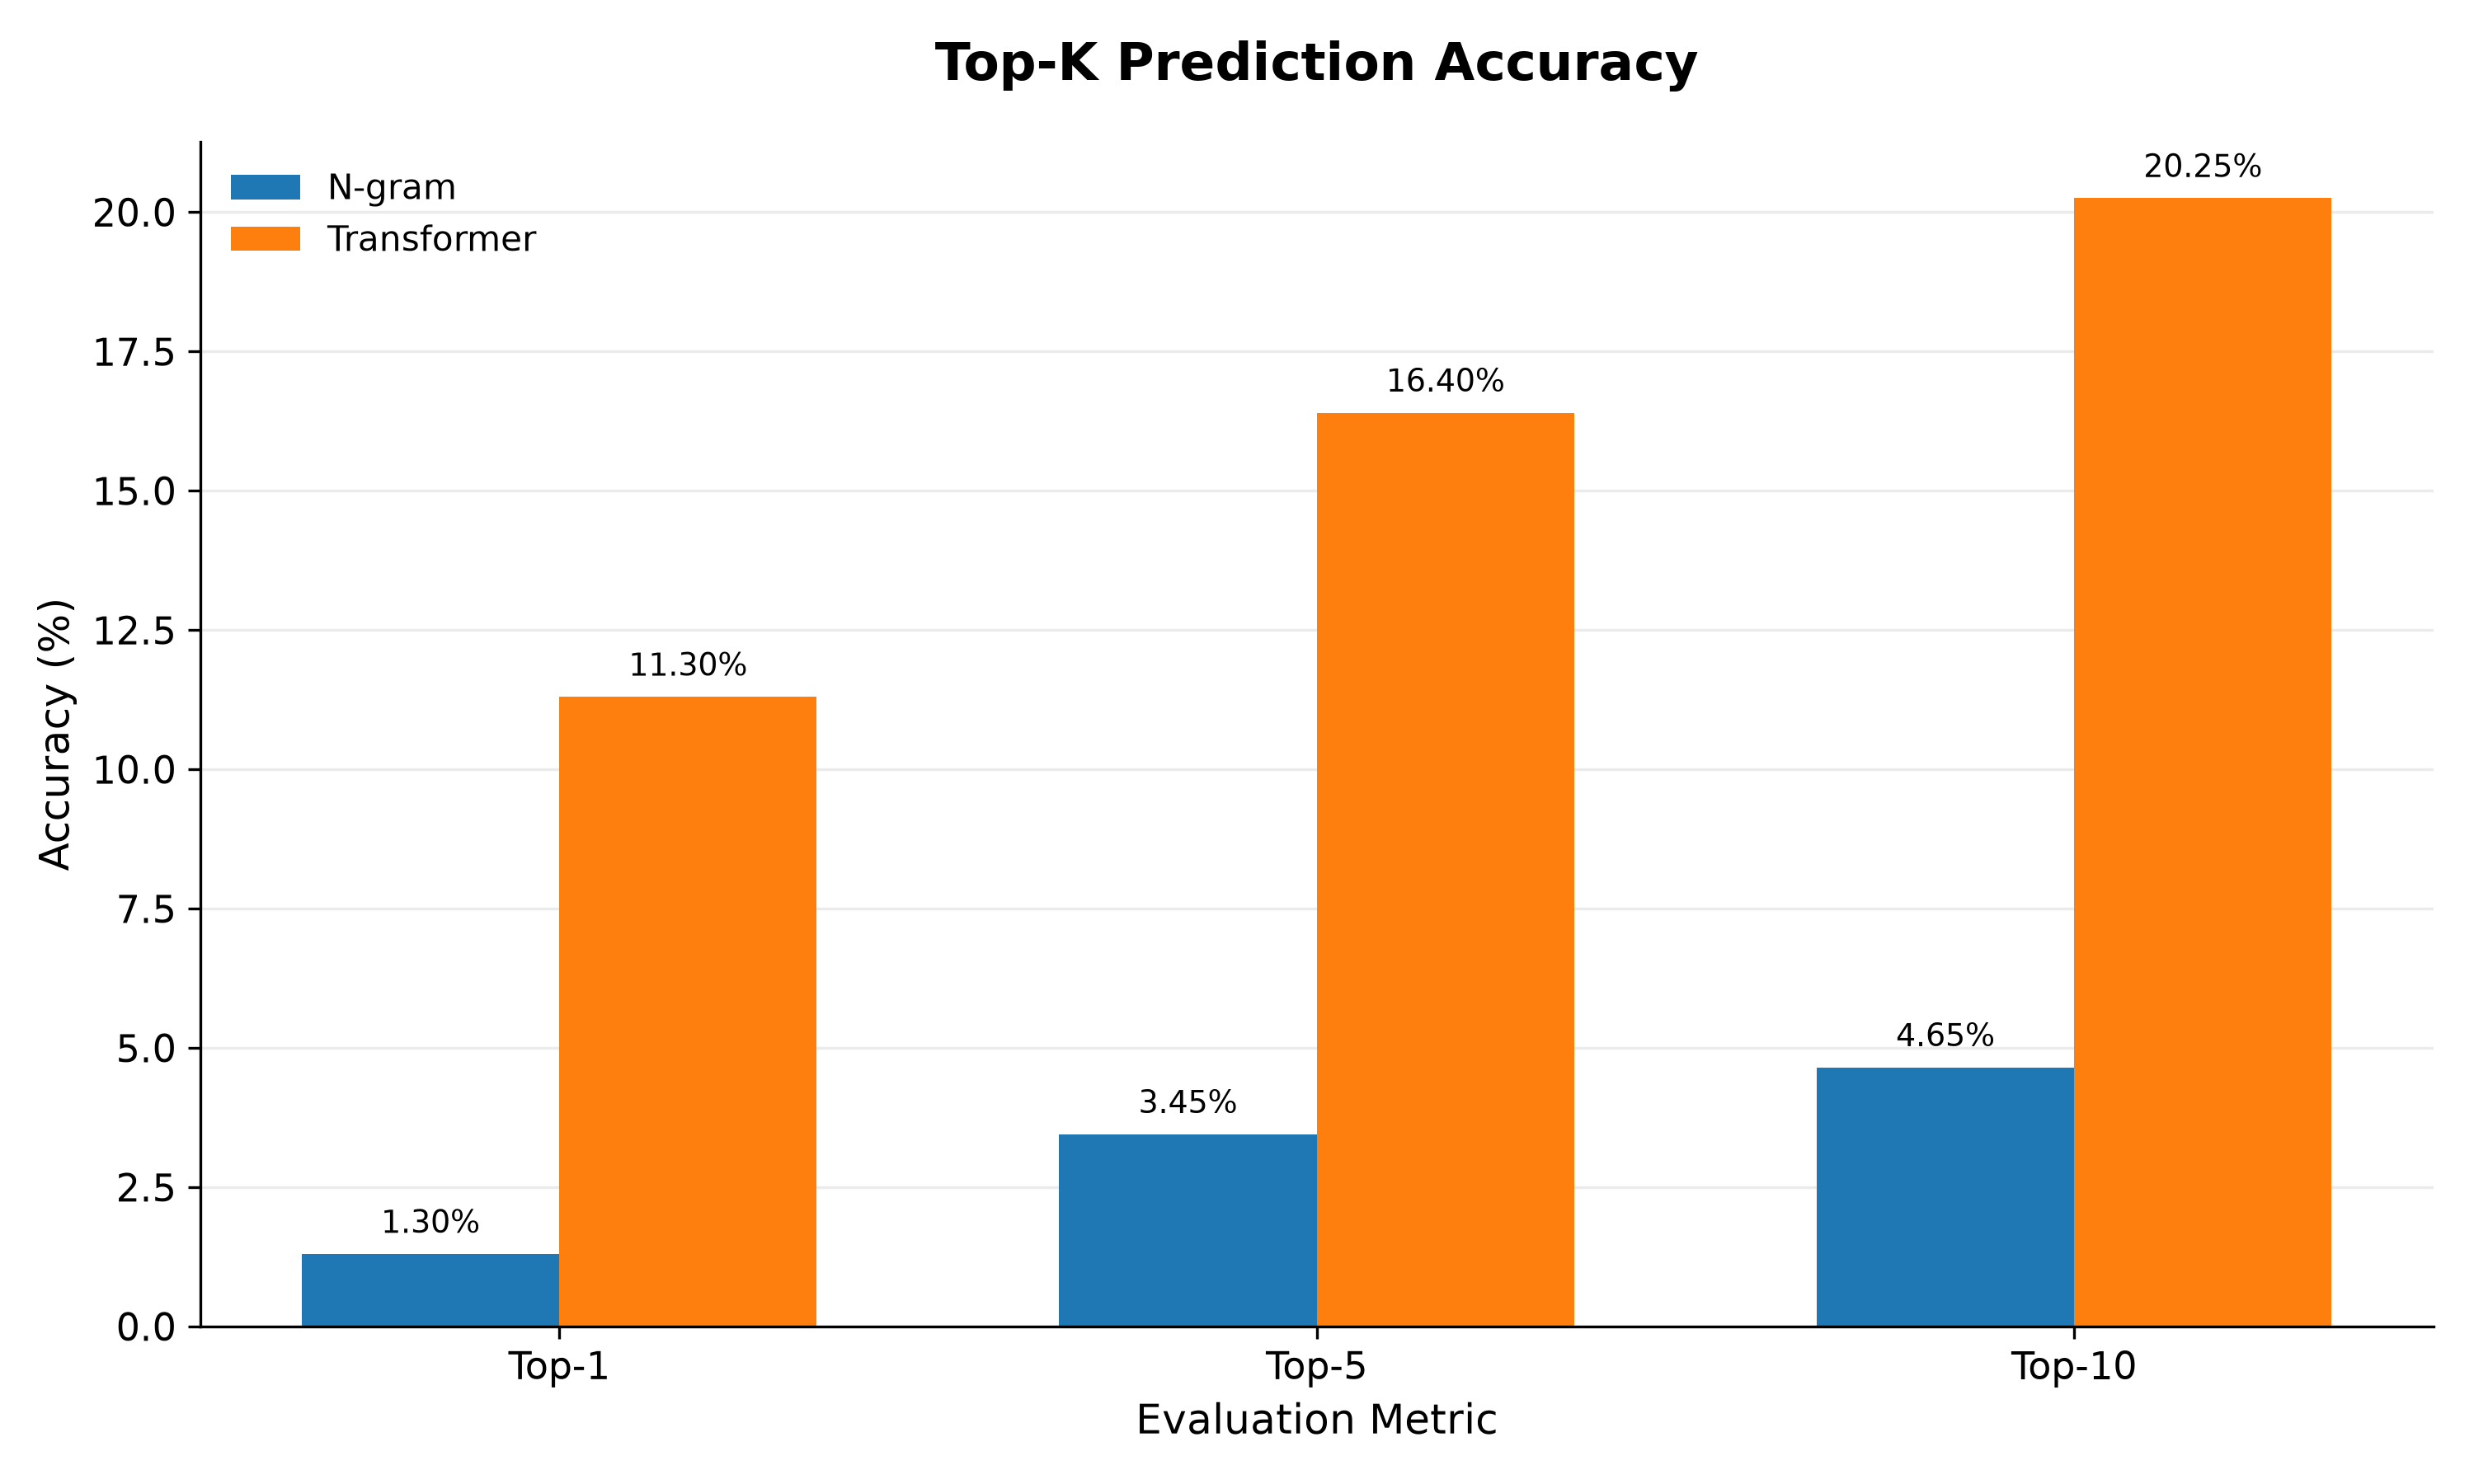 Top-K Prediction Accuracy
N-gram
Transformer
20.0
17.5
15.0
12.5
10.0
7.5
5.0
2.5
0.0
Accuracy (%)
1.30%
11.30%
3.45%
16.40%
4.65%
20.25%
Top-1
Top-5
Top-10
Evaluation Metric